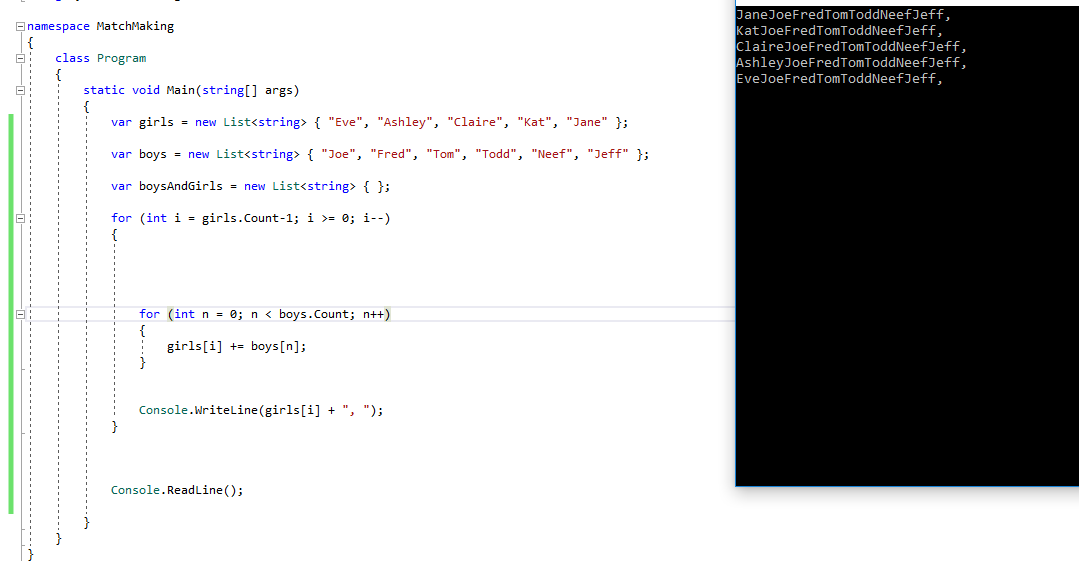 namespace MatchMaking
{
class Program
{
static void Main(string[] args)
{
var girls = new List<string> { "Eve", "Ashley", "Claire", "Kat", "Jane" };
var boys = new List<string> { "Joe", "Fred", "Tom", "Todd", "Neef", "Jeff" };
var boysAndGirls = new List<string> { };
for (int i = girls.Count-1; i >= 0; i--)
{
for (int n = 0; n < boys.Count; n++)
{
girls[i] += boys[n];
}
Console.WriteLine(girls[i] + ", ");
}
Console.ReadLine();
}
}
}
JaneJoeFredTomToddNeefJeff,
KatJoeFredTomToddNeefJeff,
ClaireJoeFredTomToddNeefJeff,
AshleyJoeFredTomToddNeefJeff,
EveJoeFredTomToddNeefJeff,